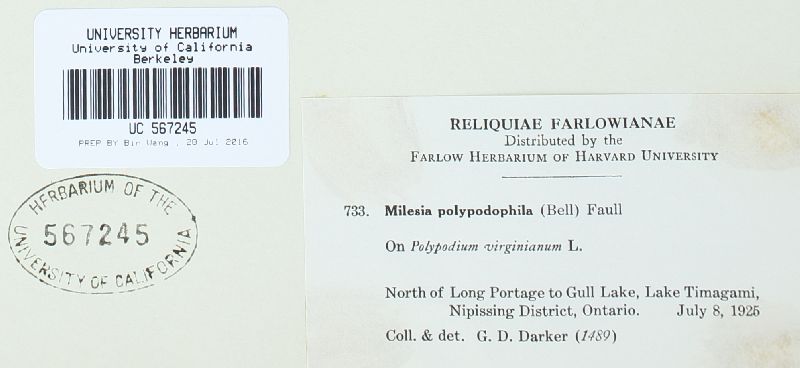 UNIVERSITY HERBARIUM
University of California
Berkeley
UC 567245
PREP BY Bin Wang , 20 Jul 2016
HERBARIUM OF THE
567245
UNIVERSITY OF CALIFORNIA
RELIQUIAE FARLOWIANAE
Distributed by the
FARLOW HERBARIUM OF HARVARD UNIVERSITY
733. Milesia polypodophila (Bell) Faull
On Polypodium virginianum L.
North of Long Portage to Gull Lake, Lake Timagami,
Nipissing District, Ontario. July 8, 1925
Coll. & det. G. D. Darker (1489)